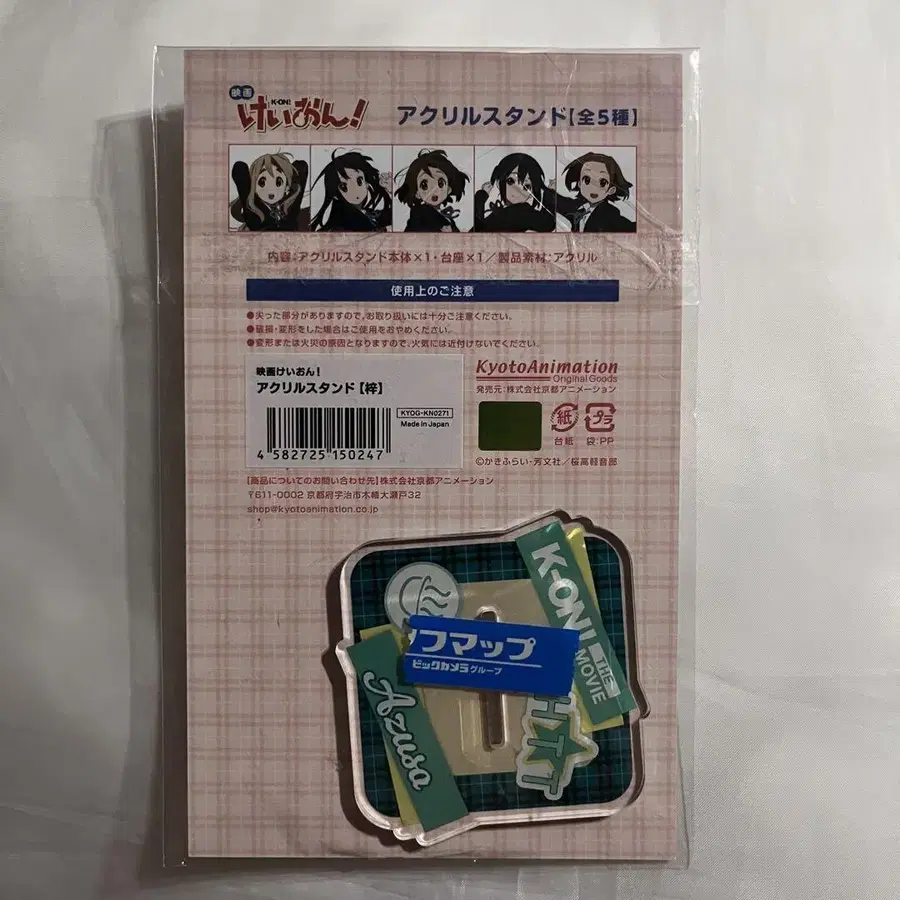 映画
けいおん!
K-ON!
アクリルスタンド【全5種】
内容:アクリルスタンド本体×1・台座×1/製品素材:アクリル
使用上のご注意
●尖った部分がありますので、お取り扱いには十分ご注意ください。
●破損・変形をした場合はご使用をおやめください。
●変形または火災の原因となりますので、火気には近付けないでください。
映画けいおん!
アクリルスタンド【梓】
KYOG-KN0271
Made in Japan
4 582725 150247
KyotoAnimation
Original Goods
発売元:株式会社京都アニメーション
紙
プラ
台紙
袋:PP
©かきふらい・芳文社/桜高軽音部
【商品についてのお問い合わせ先】株式会社京都アニメーション
〒611-0002 京都府宇治市木幡大瀬戸32
shop@kyotoanimation.co.jp
K-ON!
THE
MOVIE
ソフマップ
ビックカメラグループ
Azusa
HTT